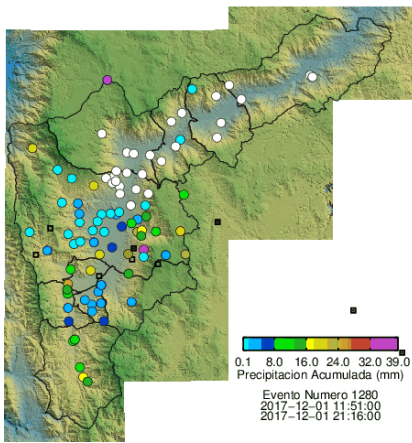 0.1 8.0 16.0 24.0 32.0 39.0
Precipitacion Acumulada (mm)
Evento Numero 1280
2017-12-01 11:51:00
2017-12-01 21:16:00